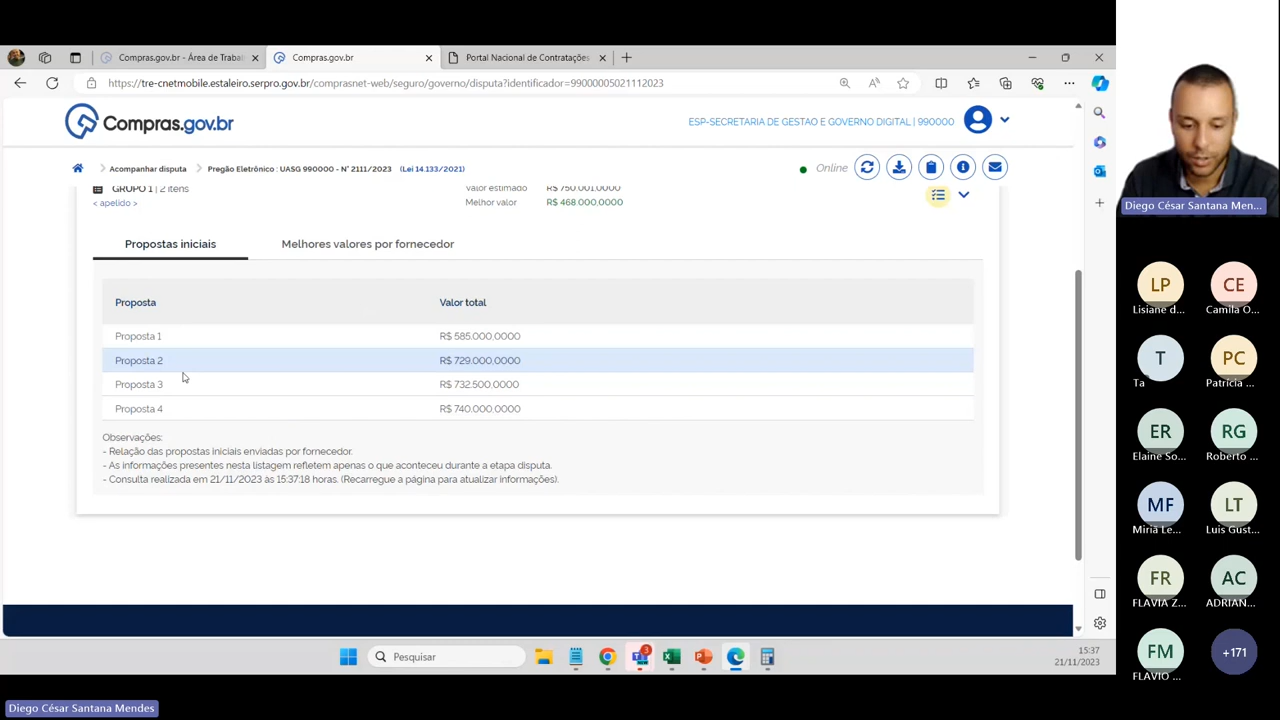 Compras.gov.br - Área de Trabal
Compras.gov.br
Portal Nacional de Contratações
https://tre-cnetmobile.estaleiro.serpro.gov.br/comprasnet-web/seguro/governo/disputa?identificador=99000005021112023
Compras.gov.br
ESP-SECRETARIA DE GESTAO E GOVERNO DIGITAL | 990000
Acompanhar disputa
Pregão Eletrônico : UASG 990000 - N° 2111/2023 (Lei 14.133/2021)
Online
GRUPO 1 | 2 itens
Valor estimado R$ 750.001,0000
< apelido >
Melhor valor R$ 468.000,0000
Propostas iniciais
Melhores valores por fornecedor
Proposta Valor total
Proposta 1 R$ 585.000,0000
Proposta 2 R$ 729.000,0000
Proposta 3 R$ 732.500,0000
Proposta 4 R$ 740.000,0000
Observações:
- Relação das propostas iniciais enviadas por fornecedor.
- As informações presentes nesta listagem refletem apenas o que aconteceu durante a etapa disputa.
- Consulta realizada em 21/11/2023 às 15:37:18 horas. (Recarregue a página para atualizar informações).
Pesquisar
3
15:37
21/11/2023
Diego César Santana Mendes
Diego César Santana Men...
LP CE
Lisiane d... Camila O...
T PC
Ta Patrícia ...
ER RG
Elaine So... Roberto ...
MF LT
Miriã Le... Luis Gust...
FR AC
FLAVIA Z... ADRIAN...
FM +171
FLAVIO ...